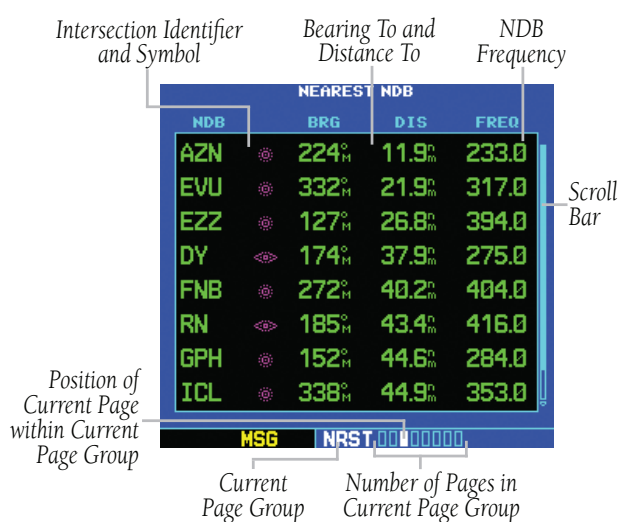 Intersection Identifier
and Symbol
Bearing To and
Distance To
NDB
Frequency
NEAREST NDB
NDB BRG DIS FREQ
AZN 224°M 11.9nm 233.0
EVU 332°M 21.9nm 317.0
EZZ 127°M 26.8nm 394.0
DY 174°M 37.9nm 275.0
FNB 272°M 40.2nm 404.0
RN 185°M 43.4nm 416.0
GPH 152°M 44.6nm 284.0
ICL 338°M 44.9nm 353.0
Scroll
Bar
Position of
Current Page
within Current
Page Group
MSG NRST
Current
Page Group
Number of Pages in
Current Page Group